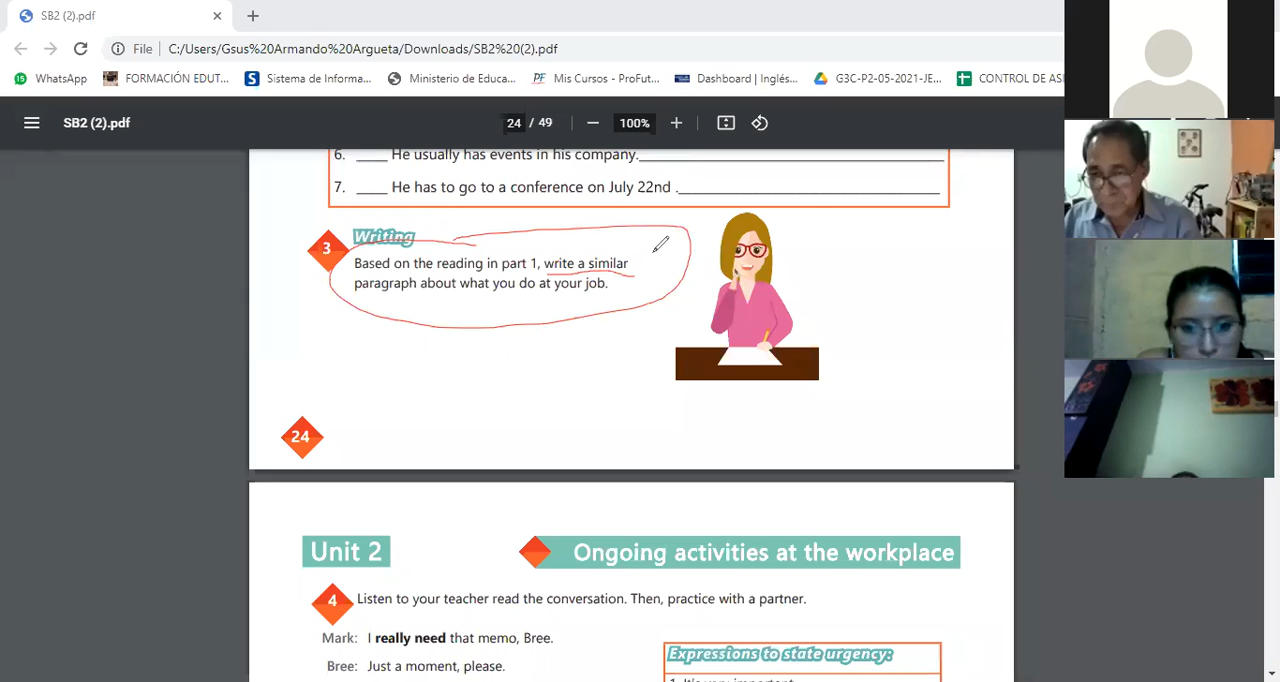 SB2 (2).pdf
File
C:/Users/Gsus%20Armando%20Argueta/Downloads/SB2%20(2).pdf
WhatsApp
FORMACIÓN EDUT...
Sistema de Informa...
Ministerio de Educa...
Mis Cursos - ProFut...
Dashboard | Inglés...
G3C-P2-05-2021-JE...
CONTROL DE ASI
SB2 (2).pdf
24 / 49
100%
6. ____ He usually has events in his company.
7. ____ He has to go to a conference on July 22nd .
3
Writing
Based on the reading in part 1, write a similar
paragraph about what you do at your job.
24
Unit 2
Ongoing activities at the workplace
4
Listen to your teacher read the conversation. Then, practice with a partner.
Mark: I really need that memo, Bree.
Bree: Just a moment, please.
Expressions to state urgency:
1. It's very important